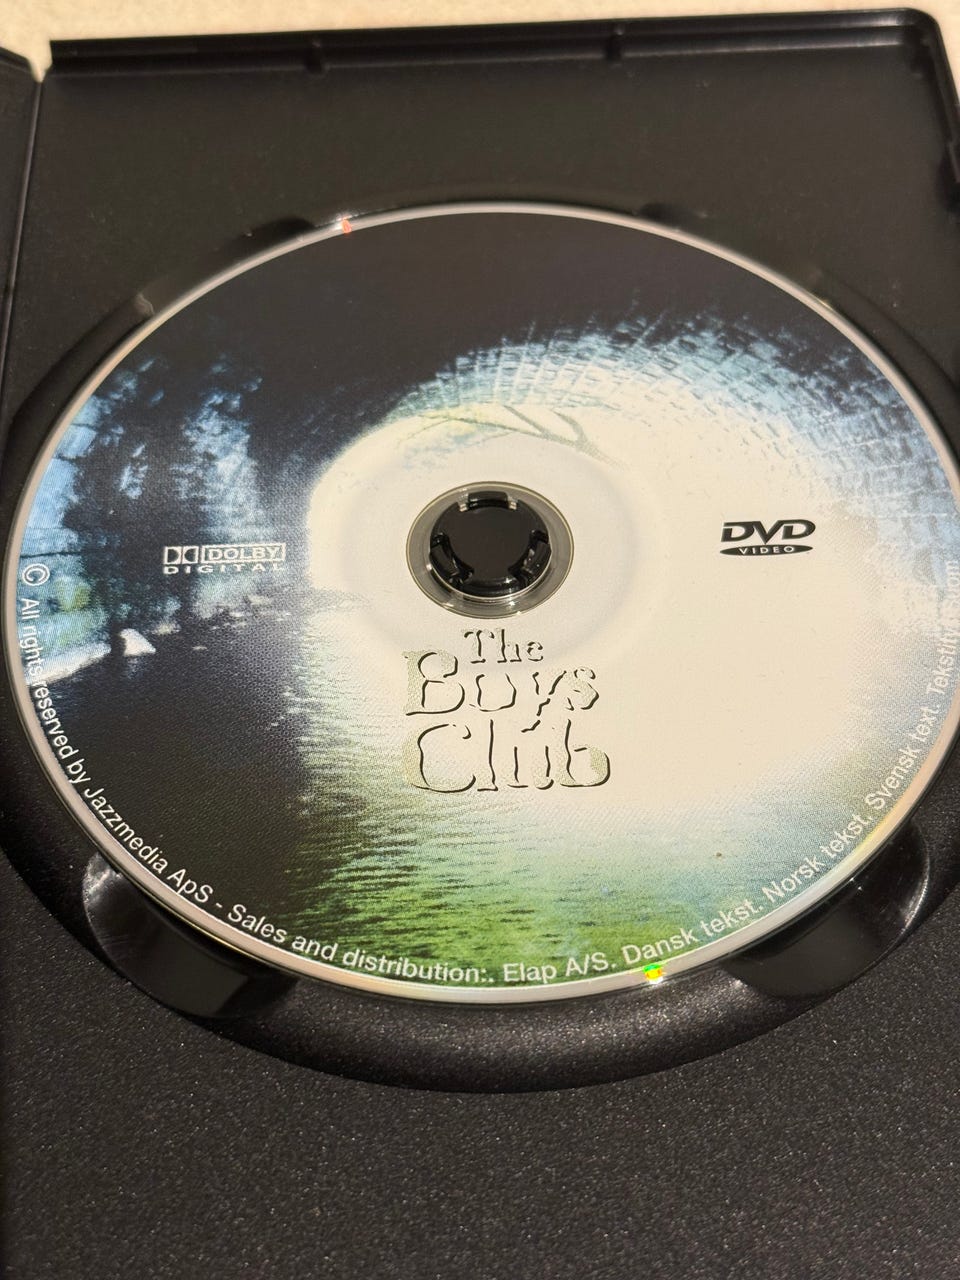 DOLBY
DIGITAL
DVD
VIDEO
The
Boys
Club
© All rights reserved by Jazzmedia ApS - Sales and distribution:. Elap A/S. Dansk tekst. Norsk tekst. Svensk text.